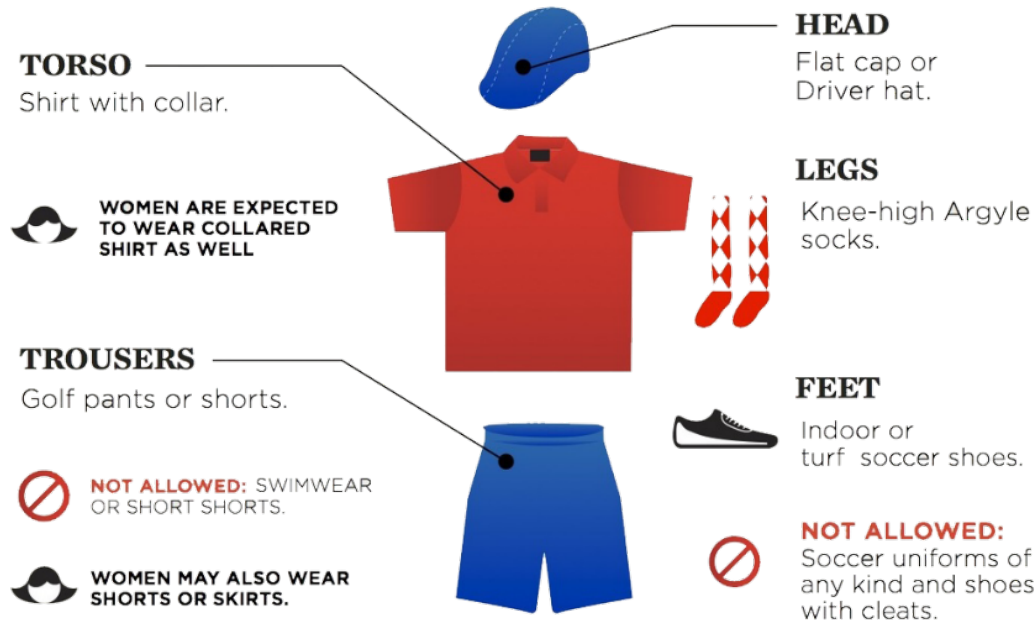 TORSO
Shirt with collar.
WOMEN ARE EXPECTED
TO WEAR COLLARED
SHIRT AS WELL
TROUSERS
Golf pants or shorts.
NOT ALLOWED: SWIMWEAR
OR SHORT SHORTS.
WOMEN MAY ALSO WEAR
SHORTS OR SKIRTS.
HEAD
Flat cap or
Driver hat.
LEGS
Knee-high Argyle
socks.
FEET
Indoor or
turf soccer shoes.
NOT ALLOWED:
Soccer uniforms of
any kind and shoes
with cleats.